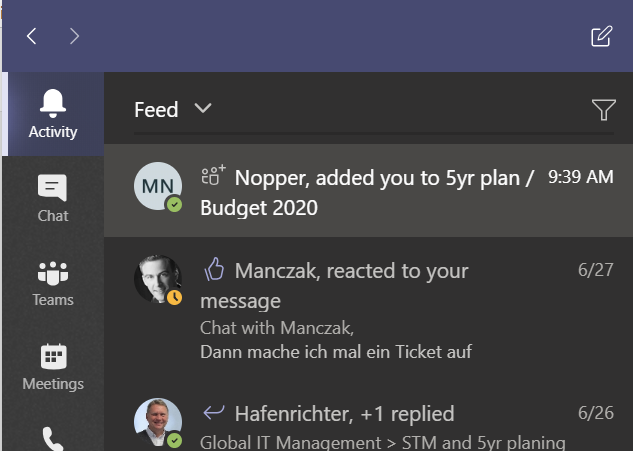 Feed
Activity
MN
Nopper, added you to 5yr plan / 9:39 AM
Budget 2020
Chat
Manczak, reacted to your 6/27
message
Chat with Manczak,
Dann mache ich mal ein Ticket auf
Teams
Meetings
Hafenrichter, +1 replied 6/26
Global IT Management > STM and 5yr planing